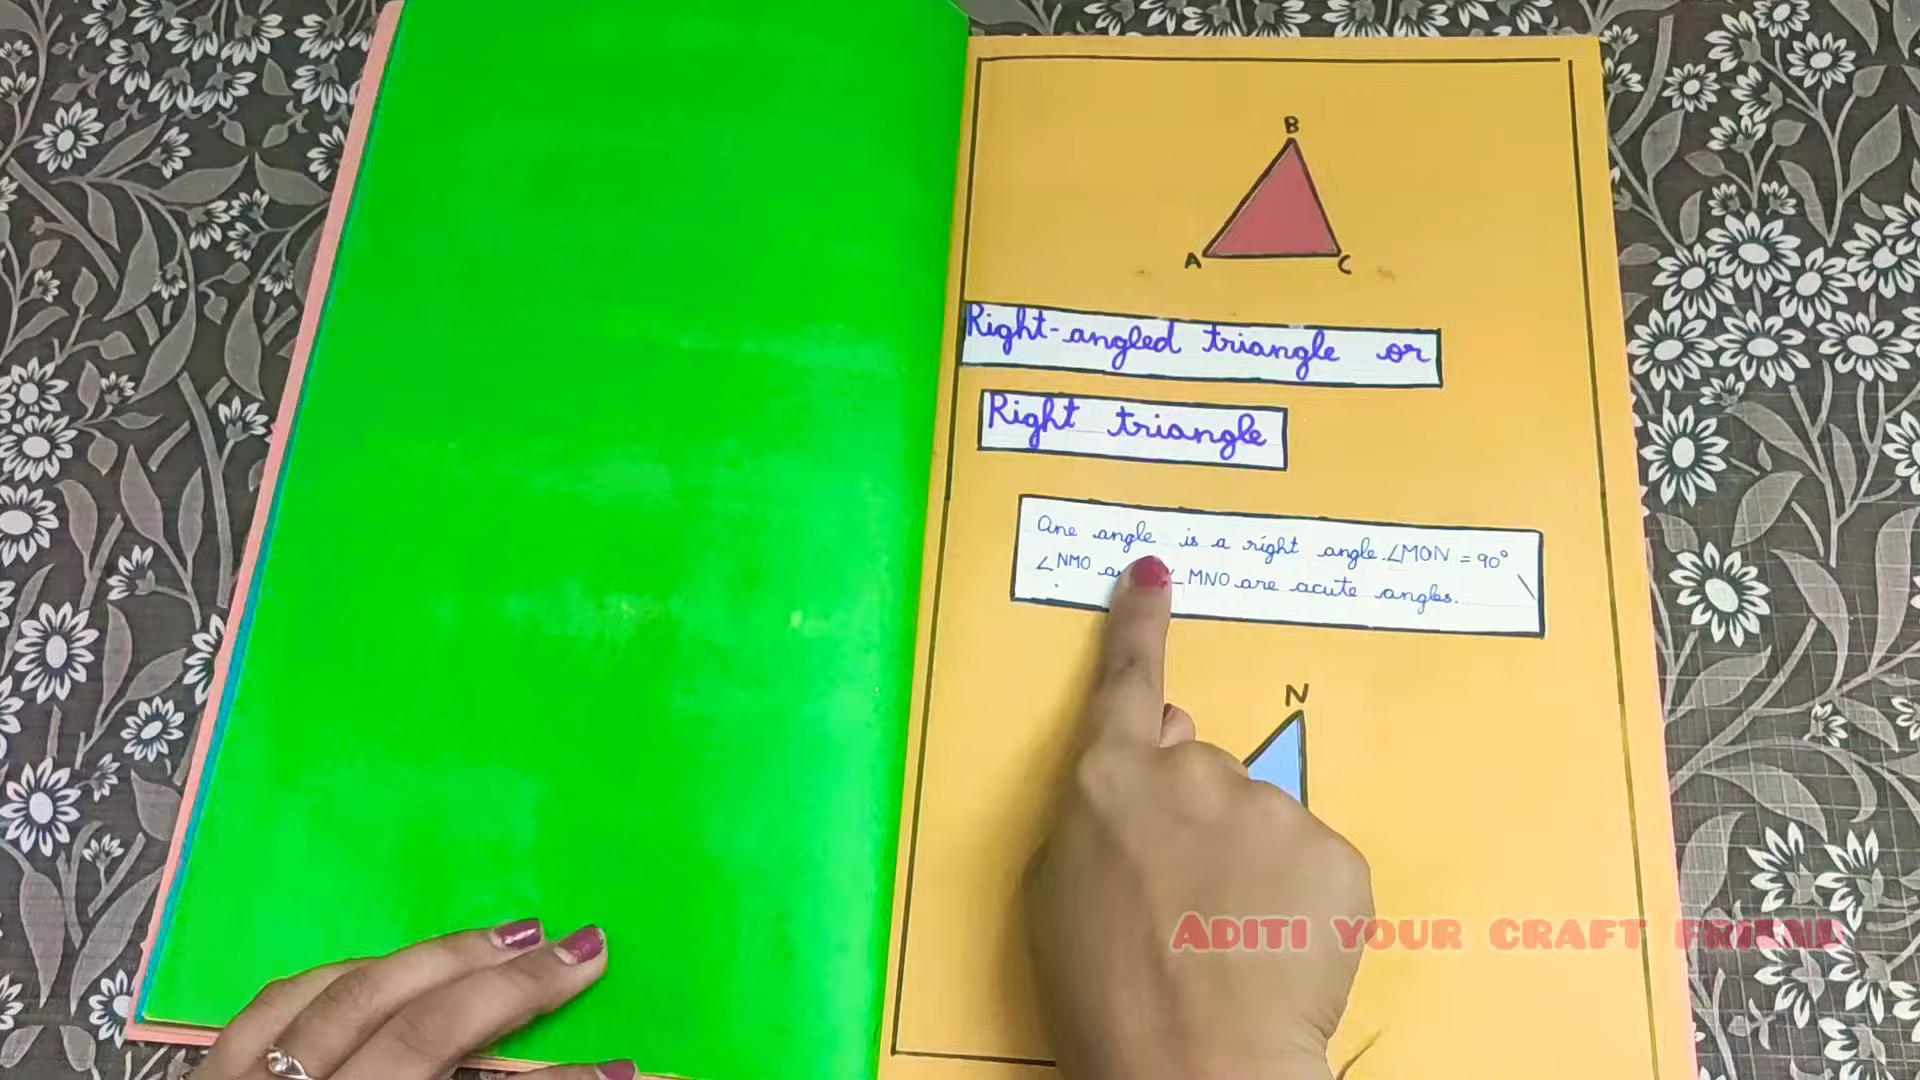 B
A
C
Right-angled triangle or
Right triangle
One angle is a right angle.∠MON = 90°
∠NMO ∠MNO are acute angles.
N
ADITI YOUR CRAFT FRIEND